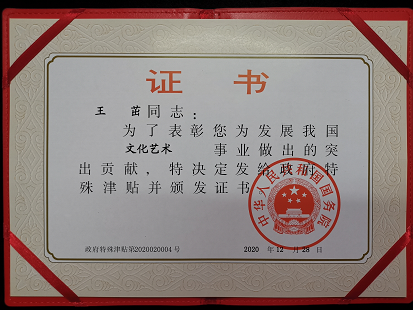 证 书
王 茁同志：
为了表彰您为发展我国
文化艺术 事业做出的突
出贡献，特决定发给政府特
殊津贴并颁发证书
中华人民共和国国务院
政府特殊津贴第2020020004号
2020 年 12 月 28 日